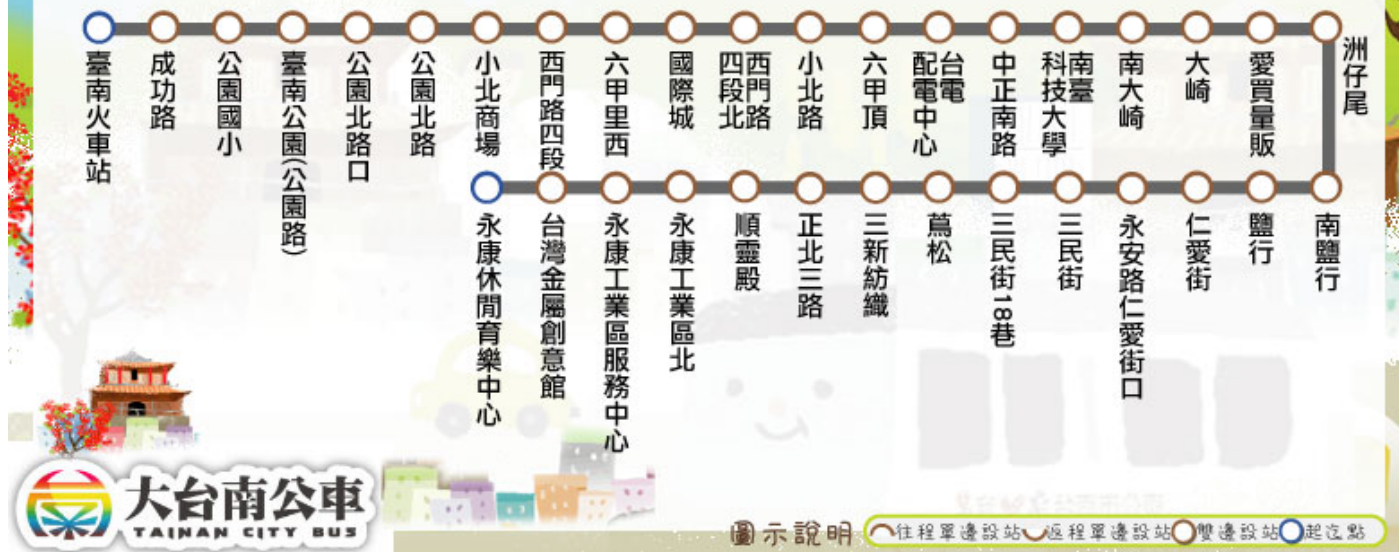 臺南火車站
成功路
公園國小
臺南公園(公園路)
公園北路口
公園北路
小北商場
西門路四段
六甲里西
國際城
西門路
四段北
小北路
六甲頂
台電
配電中心
中正南路
南臺
科技大學
南大崎
大崎
愛買量販
洲仔尾
南鹽行
鹽行
仁愛街
永安路仁愛街口
三民街
三民街18巷
蔦松
三新紡織
正北三路
順靈殿
永康工業區北
永康工業區服務中心
台灣金屬創意館
永康休閒育樂中心
大台南公車
TAINAN CITY BUS
圖示說明 往程單邊設站 返程單邊設站 雙邊設站 起迄點